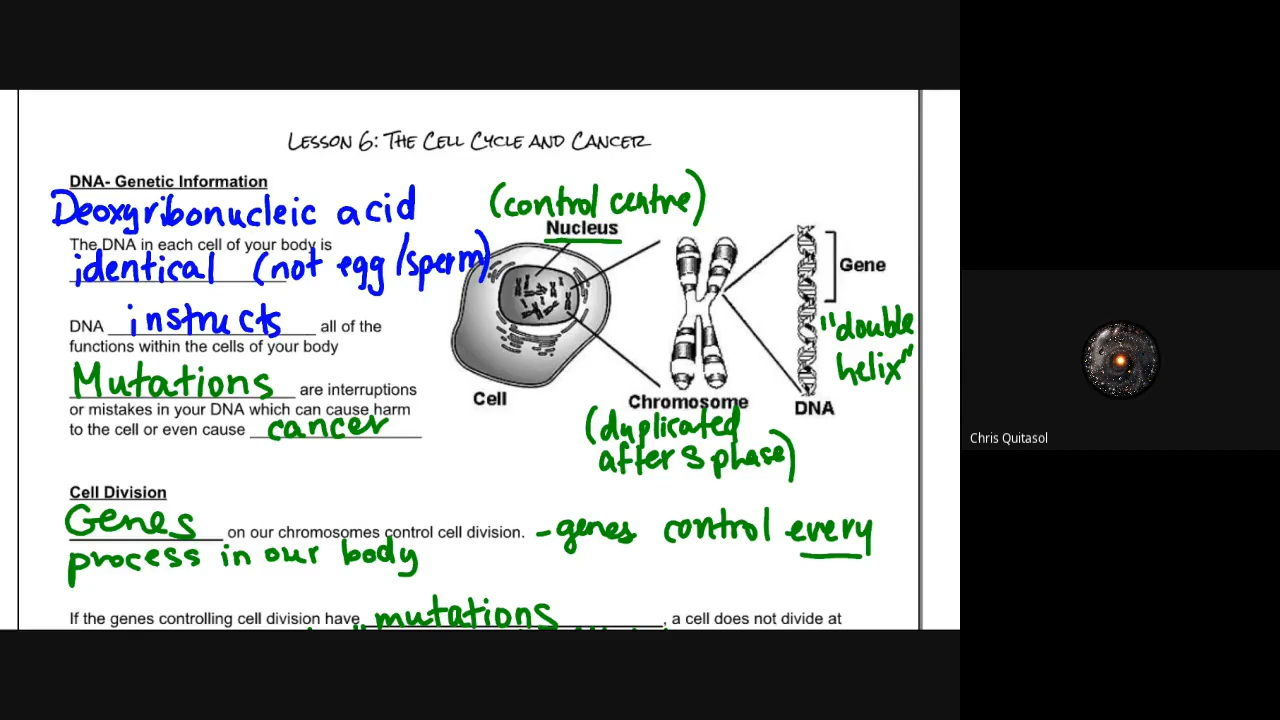 LESSON 6: THE CELL CYCLE AND CANCER
DNA- Genetic Information
Deoxyribonucleic acid
The DNA in each cell of your body is
identical (not egg/sperm)
DNA instructs all of the
functions within the cells of your body
Mutations are interruptions
or mistakes in your DNA which can cause harm
to the cell or even cause cancer
(control centre)
Nucleus
Cell
Chromosome
(duplicated
after S phase)
Gene
"double
helix"
DNA
Cell Division
Genes on our chromosomes control cell division. - genes control every
process in our body
If the genes controlling cell division have mutations, a cell does not divide at
Chris Quitasol